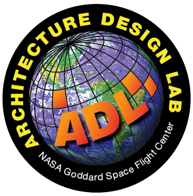 ARCHITECTURE DESIGN LAB
ADL
NASA Goddard Space Flight Center